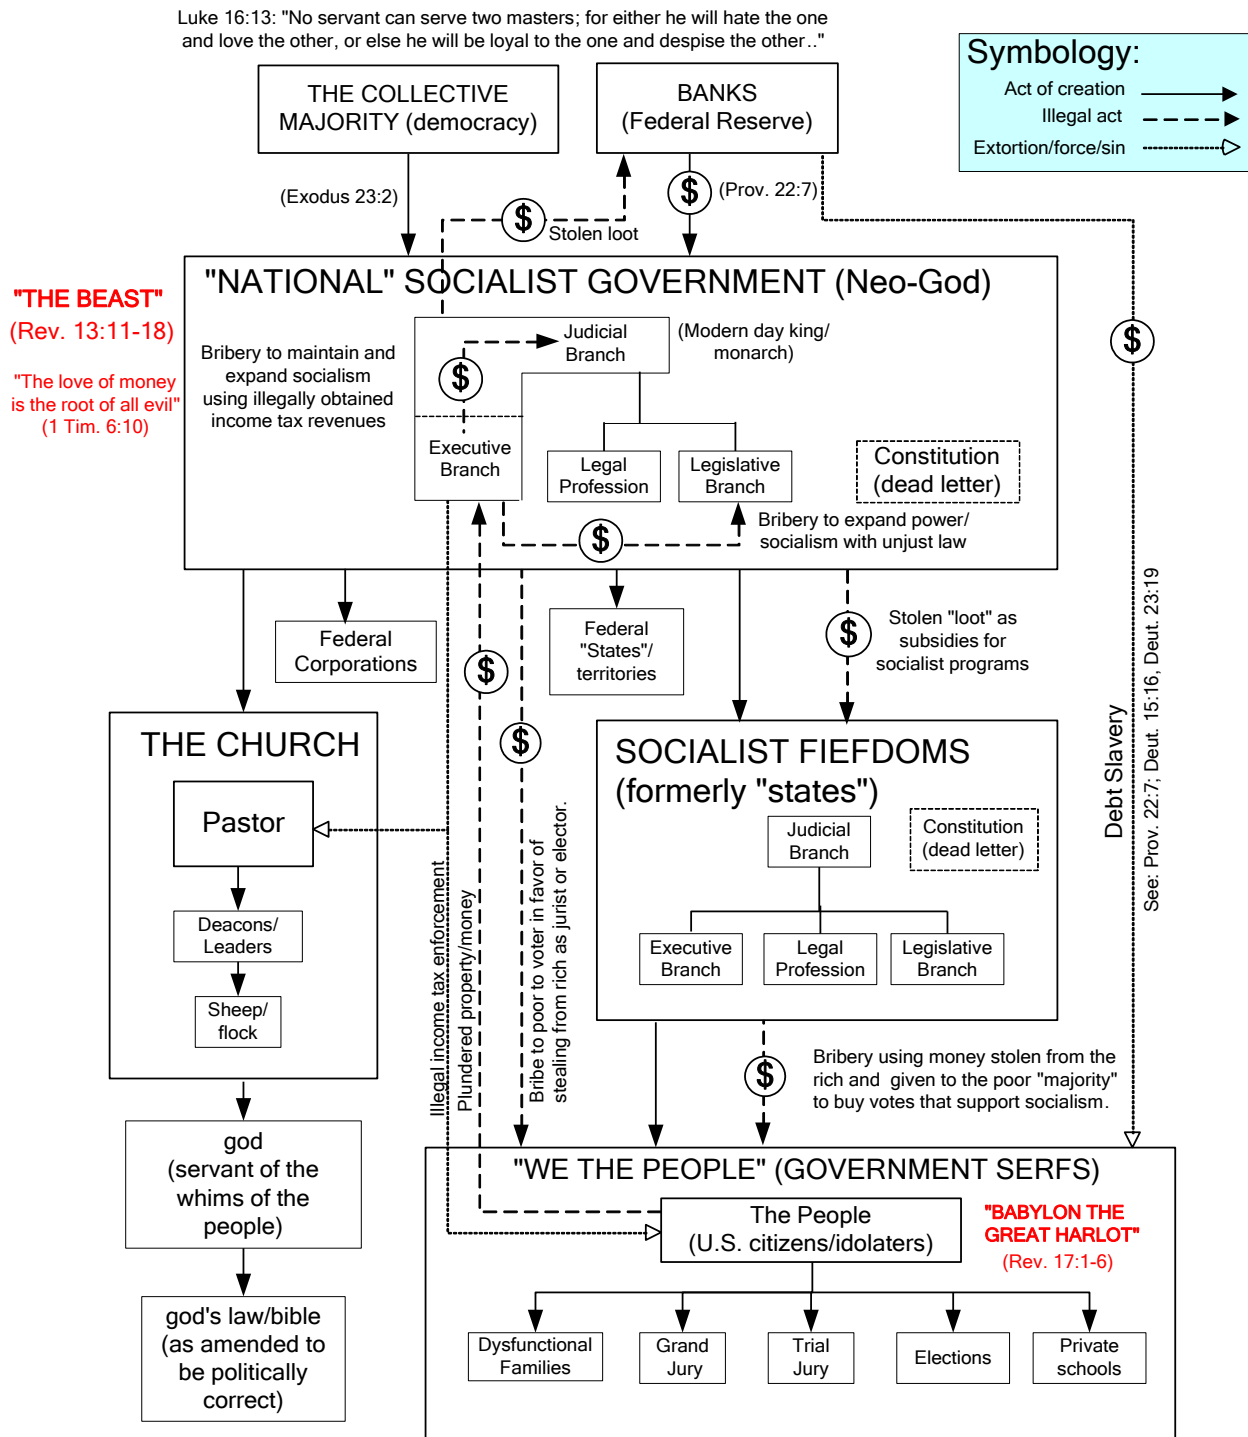 Luke 16:13: "No servant can serve two masters; for either he will hate the one
and love the other, or else he will be loyal to the one and despise the other.."
Symbology:
Act of creation
Illegal act
Extortion/force/sin
THE COLLECTIVE
MAJORITY (democracy)
BANKS
(Federal Reserve)
(Exodus 23:2)
$
Stolen loot
$
(Prov. 22:7)
"NATIONAL" SOCIALIST GOVERNMENT (Neo-God)
"THE BEAST"
(Rev. 13:11-18)
"The love of money
is the root of all evil"
(1 Tim. 6:10)
Bribery to maintain and
expand socialism
using illegally obtained
income tax revenues
Judicial
Branch
(Modern day king/
monarch)
$
Executive
Branch
Legal
Profession
Legislative
Branch
Constitution
(dead letter)
$
Bribery to expand power/
socialism with unjust law
$
Debt Slavery
See: Prov. 22:7; Deut. 15:16, Deut. 23:19
Federal
Corporations
Federal
"States"/
territories
$
Stolen "loot" as
subsidies for
socialist programs
$
$
THE CHURCH
Pastor
Deacons/
Leaders
Sheep/
flock
Illegal income tax enforcement
Plundered property/money
Bribe to poor to voter in favor of
stealing from rich as jurist or elector.
SOCIALIST FIEFDOMS
(formerly "states")
Judicial
Branch
Constitution
(dead letter)
Executive
Branch
Legal
Profession
Legislative
Branch
$
Bribery using money stolen from the
rich and given to the poor "majority"
to buy votes that support socialism.
god
(servant of the
whims of the
people)
god's law/bible
(as amended to
be politically
correct)
"WE THE PEOPLE" (GOVERNMENT SERFS)
The People
(U.S. citizens/idolaters)
"BABYLON THE
GREAT HARLOT"
(Rev. 17:1-6)
Dysfunctional
Families
Grand
Jury
Trial
Jury
Elections
Private
schools